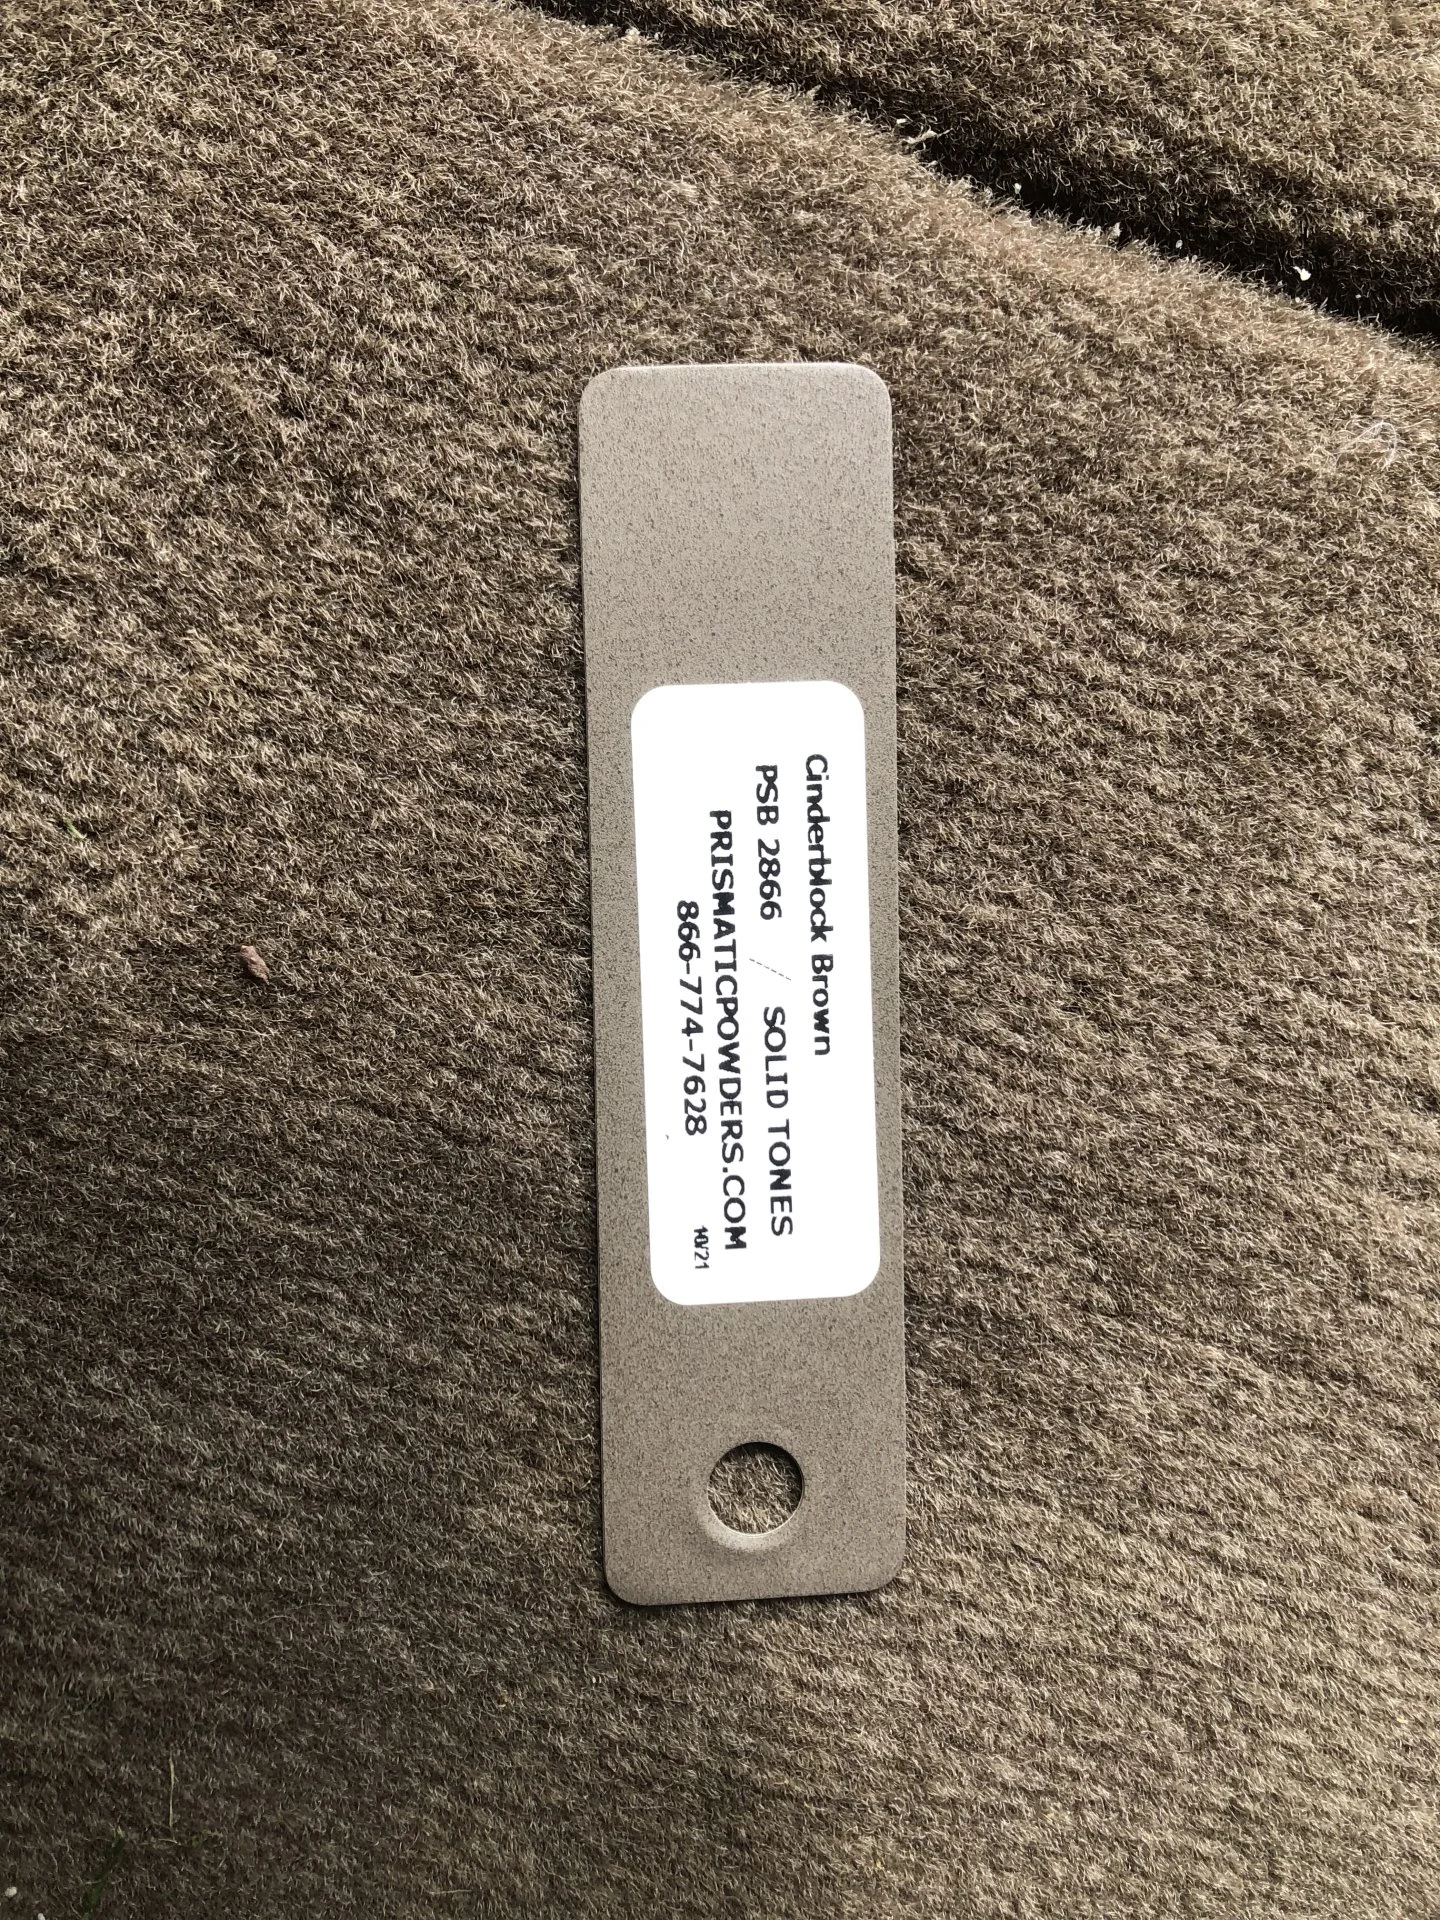 Cinderblock Brown
PSB 2866 / SOLID TONES
PRISMATICPOWDERS.COM
866-774-7628
10/21